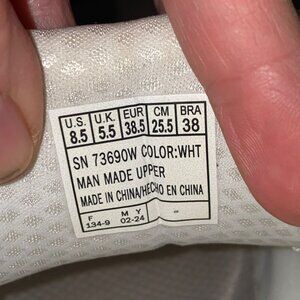 U.S. U.K. EUR CM BRA
8.5 5.5 38.5 25.5 38
SN 73690W COLOR:WHT
MAN MADE UPPER
MADE IN CHINA/HECHO EN CHINA
F M Y
134-9 02-24 -